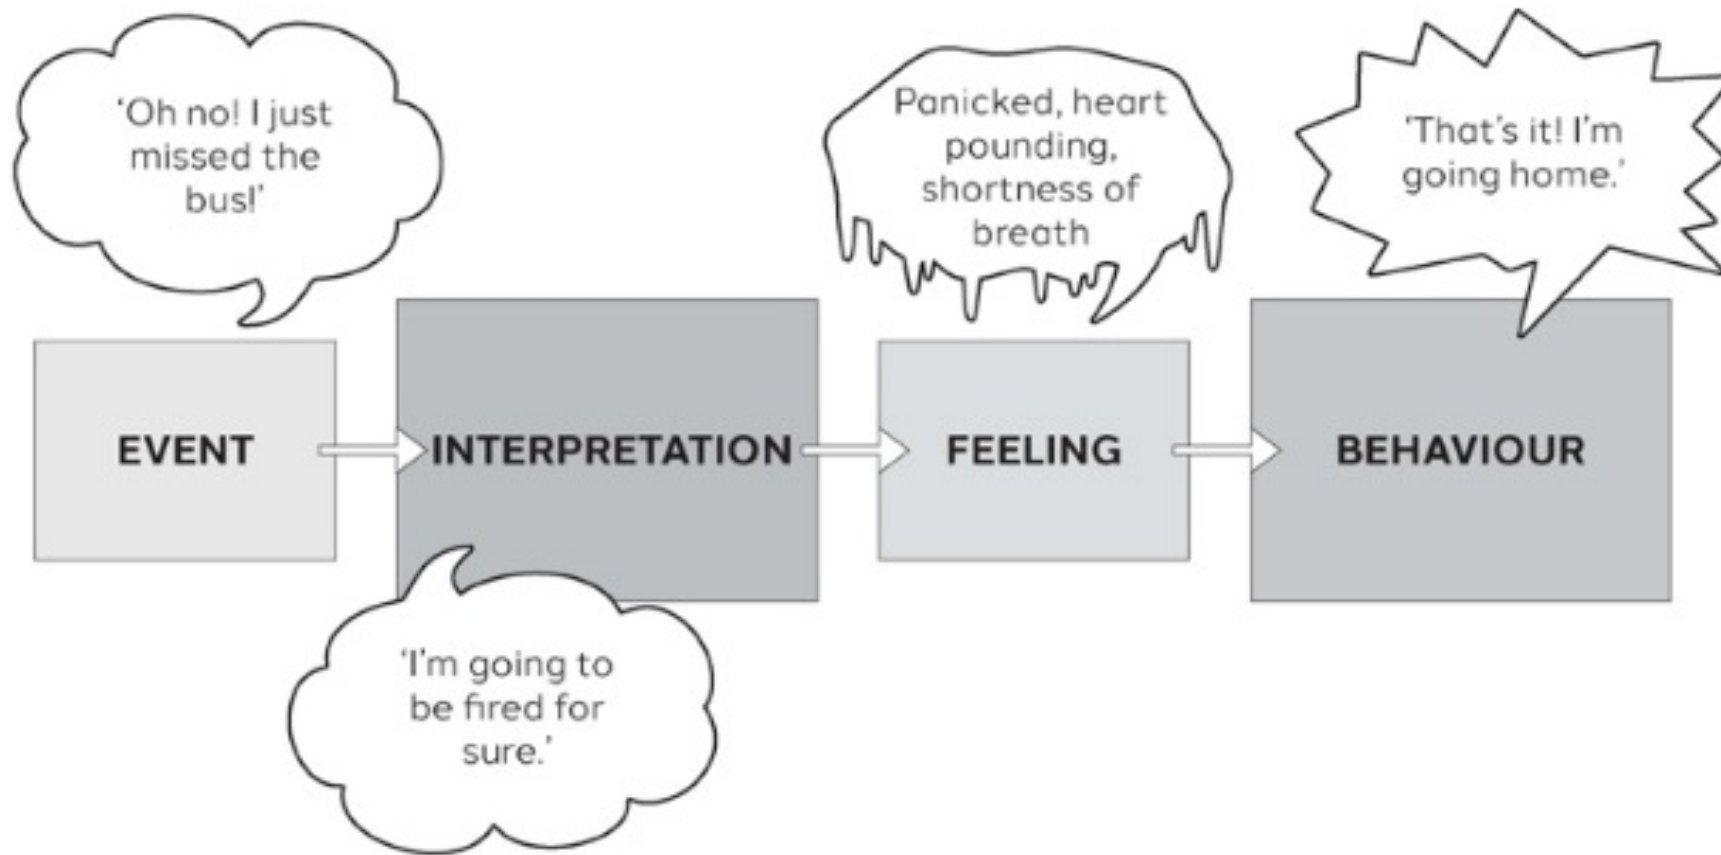 'Oh no! I just
missed the
bus!'
Panicked, heart
pounding,
shortness of
breath
'That's it! I'm
going home.'
EVENT
INTERPRETATION
FEELING
BEHAVIOUR
'I'm going to
be fired for
sure.'